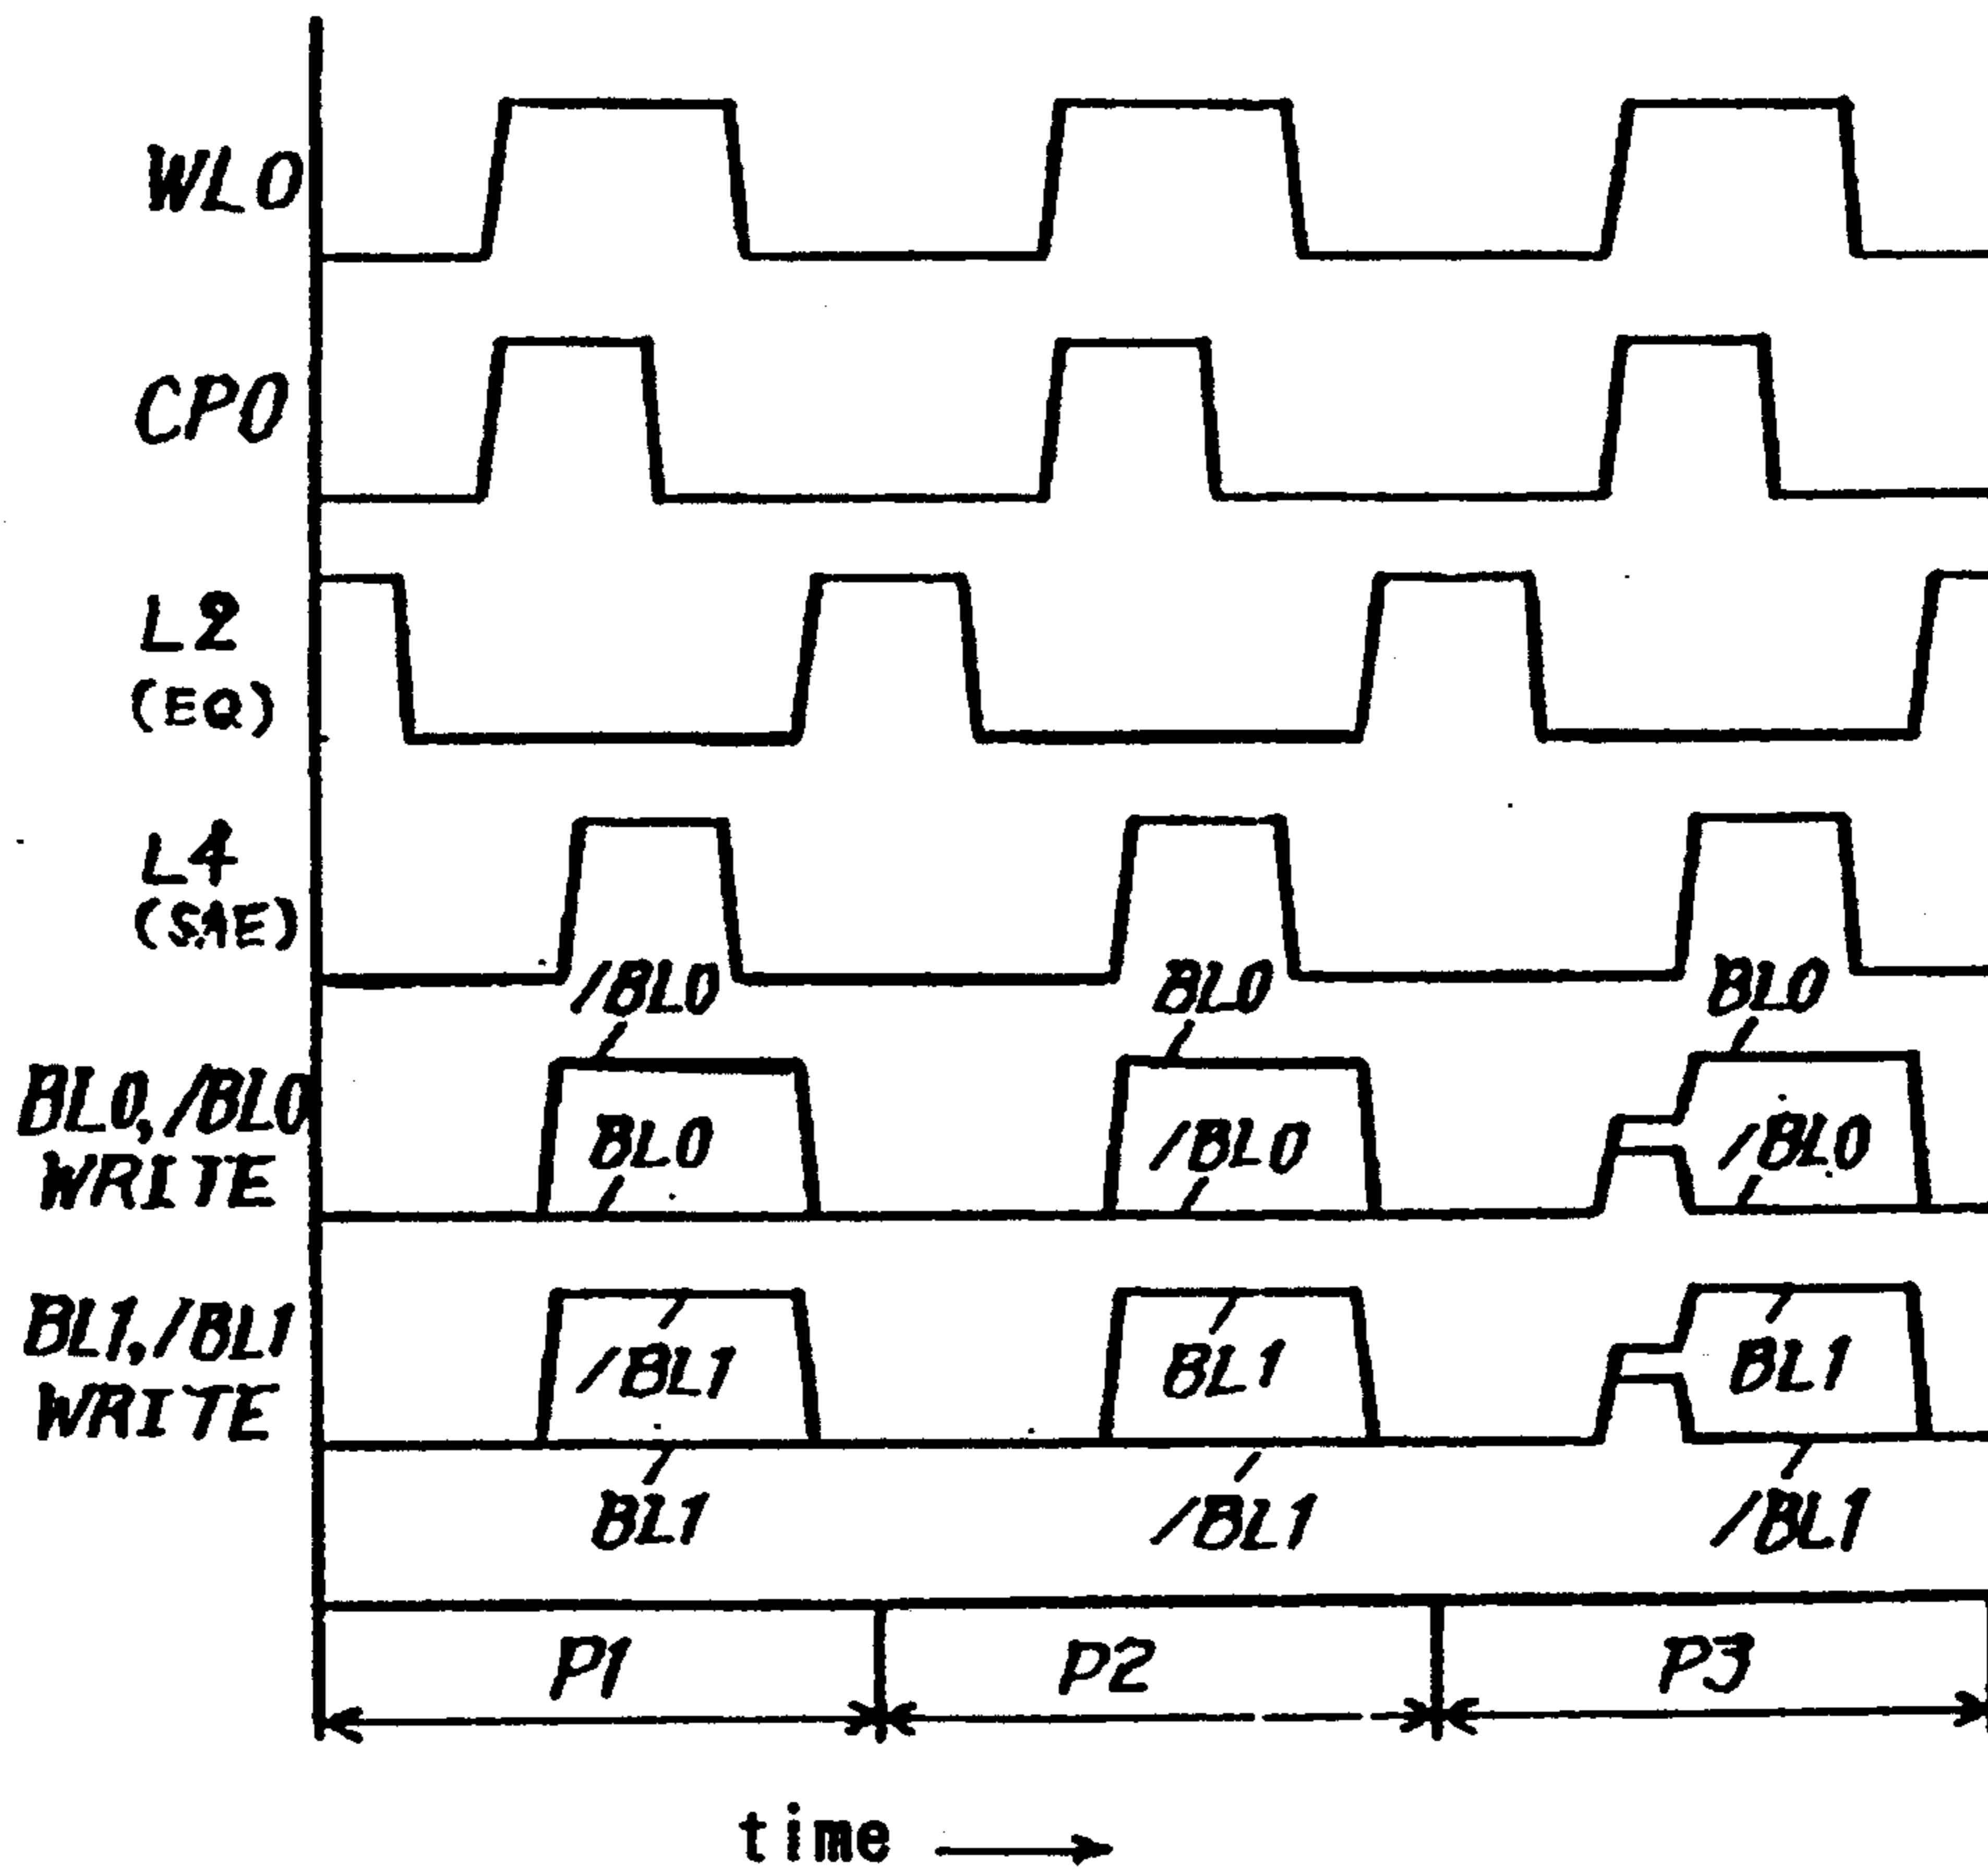 WL0
CP0
L2
(EQ)
L4
(SAE)
/BL0
BL0
BL0
BL0,/BL0
WRITE
BL0
/BL0
/BL0
BL1,/BL1
WRITE
/BL1
BL1
BL1
BL1
/BL1
/BL1
P1
P2
P3
time